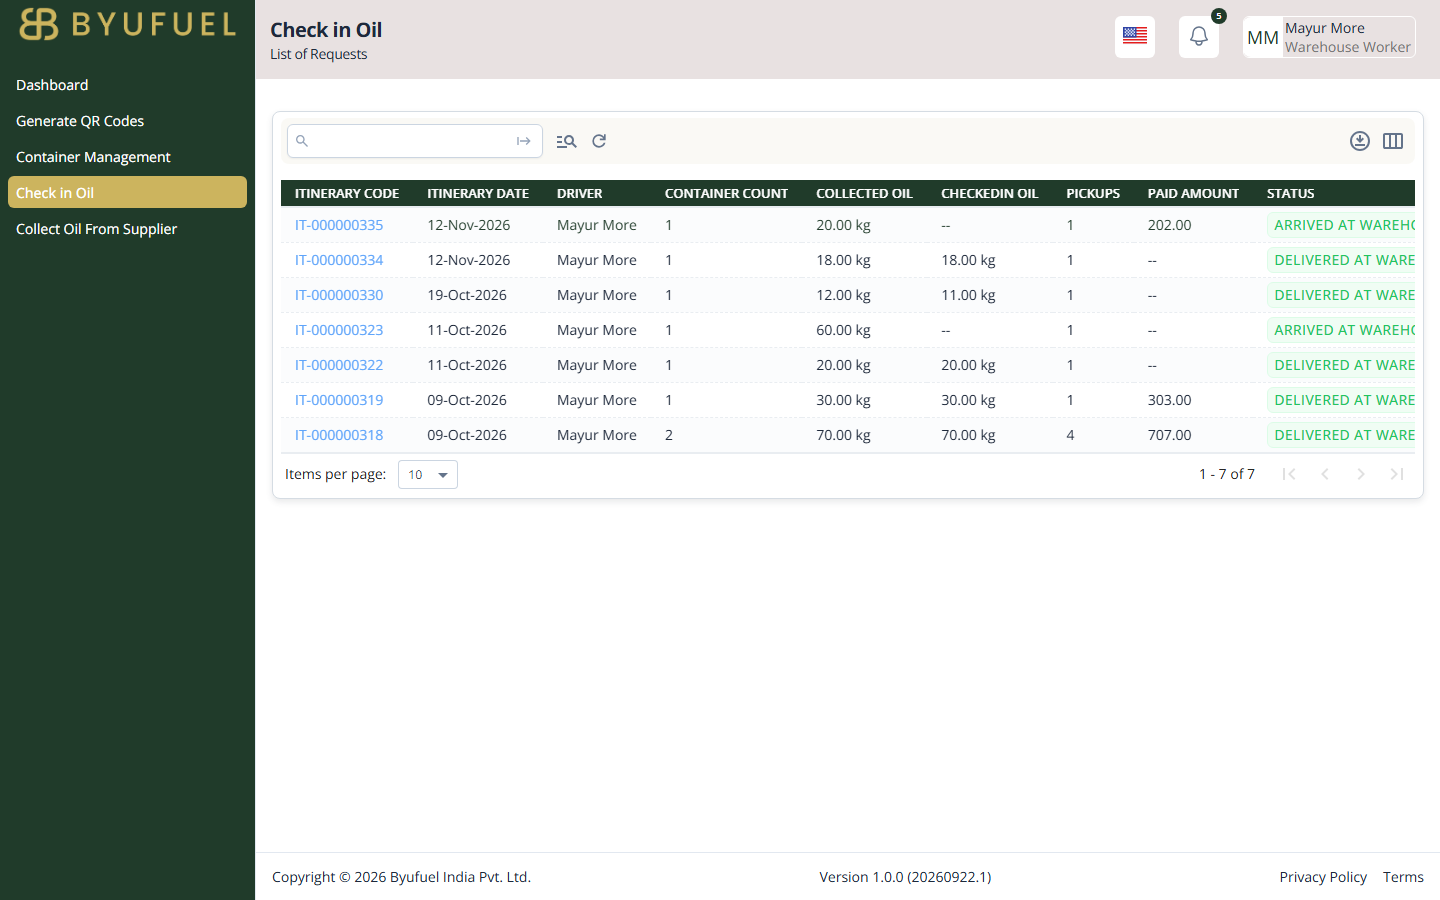 BYUFUEL
Dashboard
Generate QR Codes
Container Management
Check in Oil
Collect Oil From Supplier
Check in Oil
List of Requests
5
MM
Mayur More
Warehouse Worker
ITINERARY CODE ITINERARY DATE DRIVER CONTAINER COUNT COLLECTED OIL CHECKEDIN OIL PICKUPS PAID AMOUNT STATUS
IT-000000335 12-Nov-2026 Mayur More 1 20.00 kg -- 1 202.00 ARRIVED AT WAREHO
IT-000000334 12-Nov-2026 Mayur More 1 18.00 kg 18.00 kg 1 -- DELIVERED AT WARE
IT-000000330 19-Oct-2026 Mayur More 1 12.00 kg 11.00 kg 1 -- DELIVERED AT WARE
IT-000000323 11-Oct-2026 Mayur More 1 60.00 kg -- 1 -- ARRIVED AT WAREHO
IT-000000322 11-Oct-2026 Mayur More 1 20.00 kg 20.00 kg 1 -- DELIVERED AT WARE
IT-000000319 09-Oct-2026 Mayur More 1 30.00 kg 30.00 kg 1 303.00 DELIVERED AT WARE
IT-000000318 09-Oct-2026 Mayur More 2 70.00 kg 70.00 kg 4 707.00 DELIVERED AT WARE
Items per page: 10 1 - 7 of 7
Copyright © 2026 Byufuel India Pvt. Ltd. Version 1.0.0 (20260922.1) Privacy Policy Terms